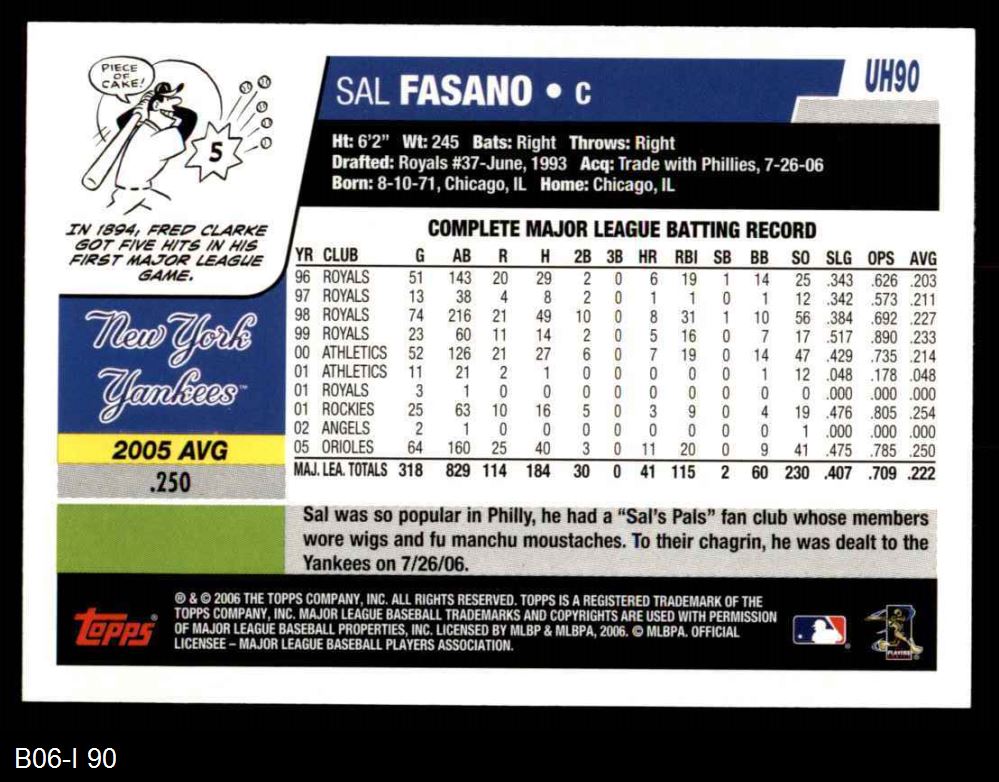 PIECE
OF
CAKE!
5
IN 1894, FRED CLARKE
GOT FIVE HITS IN HIS
FIRST MAJOR LEAGUE
GAME.
SAL FASANO • C
UH90
Ht: 6'2" Wt: 245 Bats: Right Throws: Right
Drafted: Royals #37-June, 1993 Acq: Trade with Phillies, 7-26-06
Born: 8-10-71, Chicago, IL Home: Chicago, IL
COMPLETE MAJOR LEAGUE BATTING RECORD
YR CLUB G AB R H 2B 3B HR RBI SB BB SO SLG OPS AVG
96 ROYALS 51 143 20 29 2 0 6 19 1 14 25 .343 .626 .203
97 ROYALS 13 38 4 8 2 0 1 1 0 1 12 .342 .573 .211
98 ROYALS 74 216 21 49 10 0 8 31 1 10 56 .384 .692 .227
99 ROYALS 23 60 11 14 2 0 5 16 0 7 17 .517 .890 .233
00 ATHLETICS 52 126 21 27 6 0 7 19 0 14 47 .429 .735 .214
01 ATHLETICS 11 21 2 1 0 0 0 0 0 1 12 .048 .178 .048
01 ROYALS 3 1 0 0 0 0 0 0 0 0 0 .000 .000 .000
01 ROCKIES 25 63 10 16 5 0 3 9 0 4 19 .476 .805 .254
02 ANGELS 2 1 0 0 0 0 0 0 0 0 1 .000 .000 .000
05 ORIOLES 64 160 25 40 3 0 11 20 0 9 41 .475 .785 .250
MAJ. LEA. TOTALS 318 829 114 184 30 0 41 115 2 60 230 .407 .709 .222
New York
Yankees™
2005 AVG
.250
Sal was so popular in Philly, he had a “Sal's Pals” fan club whose members
wore wigs and fu manchu moustaches. To their chagrin, he was dealt to the
Yankees on 7/26/06.
Topps®
® & © 2006 THE TOPPS COMPANY, INC. ALL RIGHTS RESERVED. TOPPS IS A REGISTERED TRADEMARK OF THE
TOPPS COMPANY, INC. MAJOR LEAGUE BASEBALL TRADEMARKS AND COPYRIGHTS ARE USED WITH PERMISSION
OF MAJOR LEAGUE BASEBALL PROPERTIES, INC. LICENSED BY MLBP & MLBPA, 2006. © MLBPA. OFFICIAL
LICENSEE – MAJOR LEAGUE BASEBALL PLAYERS ASSOCIATION.
B06-I 90